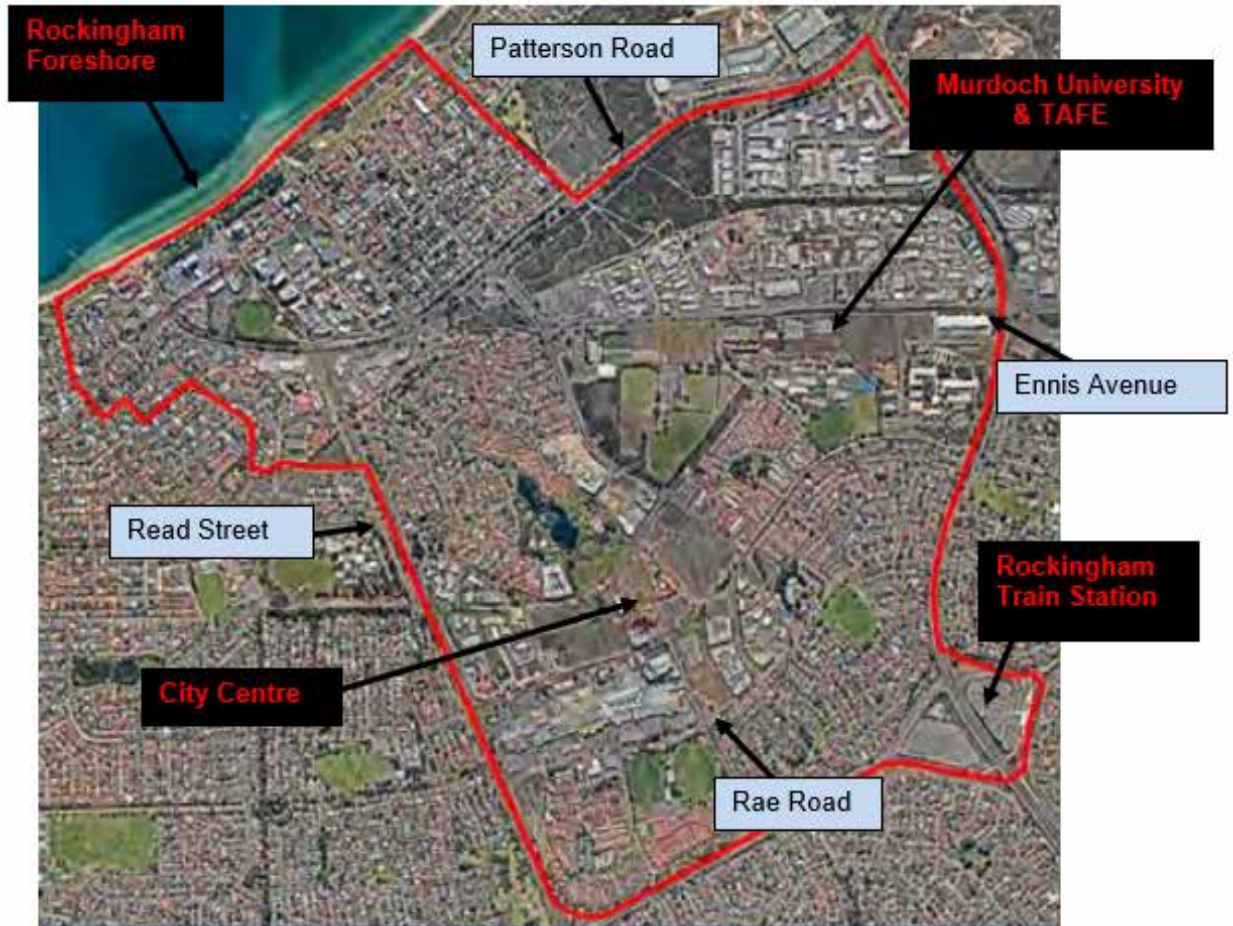 Rockingham
Foreshore
Patterson Road
Murdoch University
& TAFE
Ennis Avenue
Read Street
Rockingham
Train Station
City Centre
Rae Road